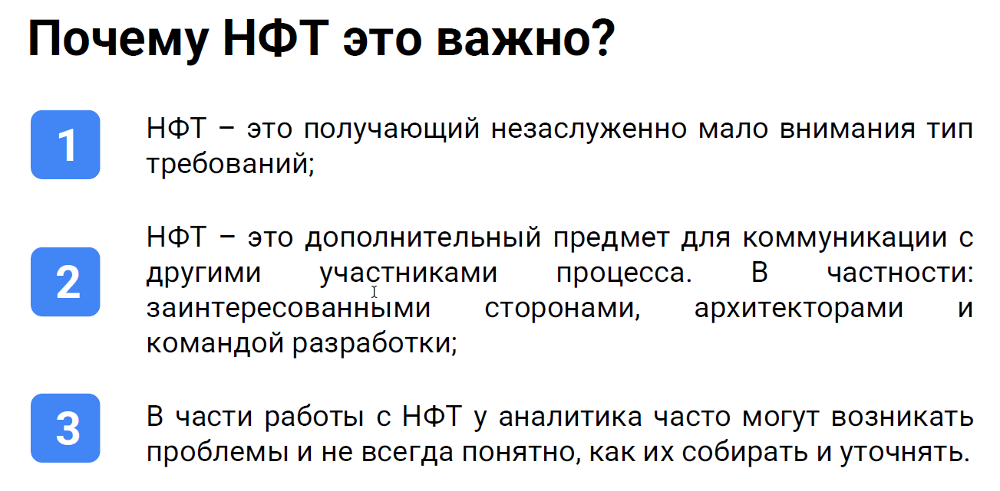 Почему НФТ это важно?
1
НФТ – это получающий незаслуженно мало внимания тип
требований;
2
НФТ – это дополнительный предмет для коммуникации с
другими участниками процесса. В частности:
заинтересованными сторонами, архитекторами и
командой разработки;
3
В части работы с НФТ у аналитика часто могут возникать
проблемы и не всегда понятно, как их собирать и уточнять.